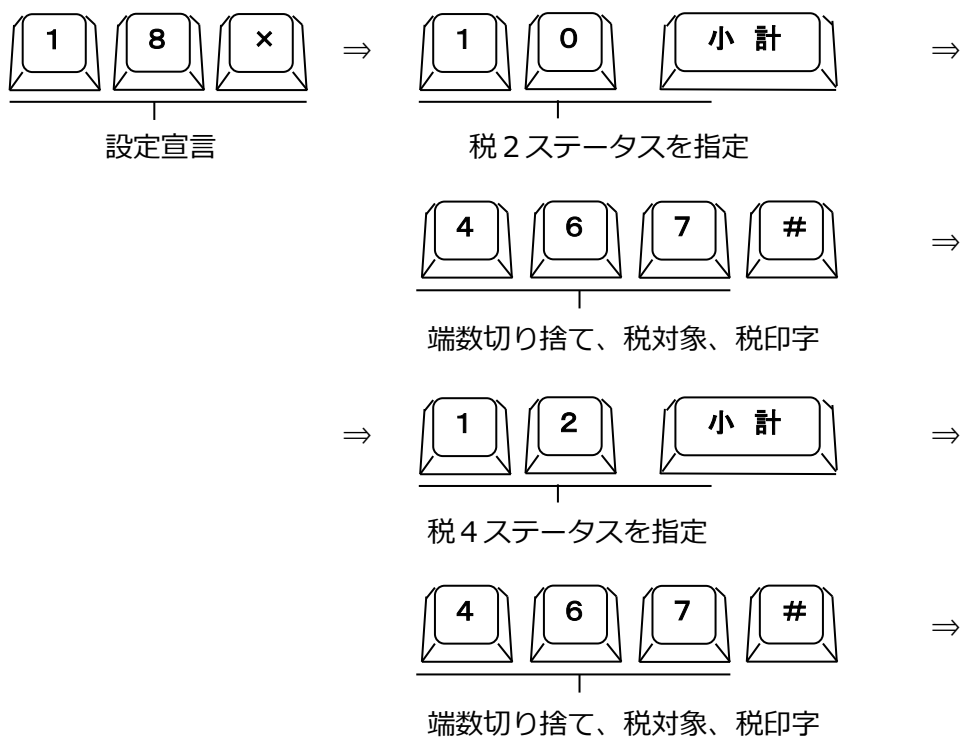 1 8 × ⇒ 1 0 小 計 ⇒
設定宣言 税2ステータスを指定
4 6 7 # ⇒
端数切り捨て、税対象、税印字
⇒ 1 2 小 計 ⇒
税4ステータスを指定
4 6 7 # ⇒
端数切り捨て、税対象、税印字